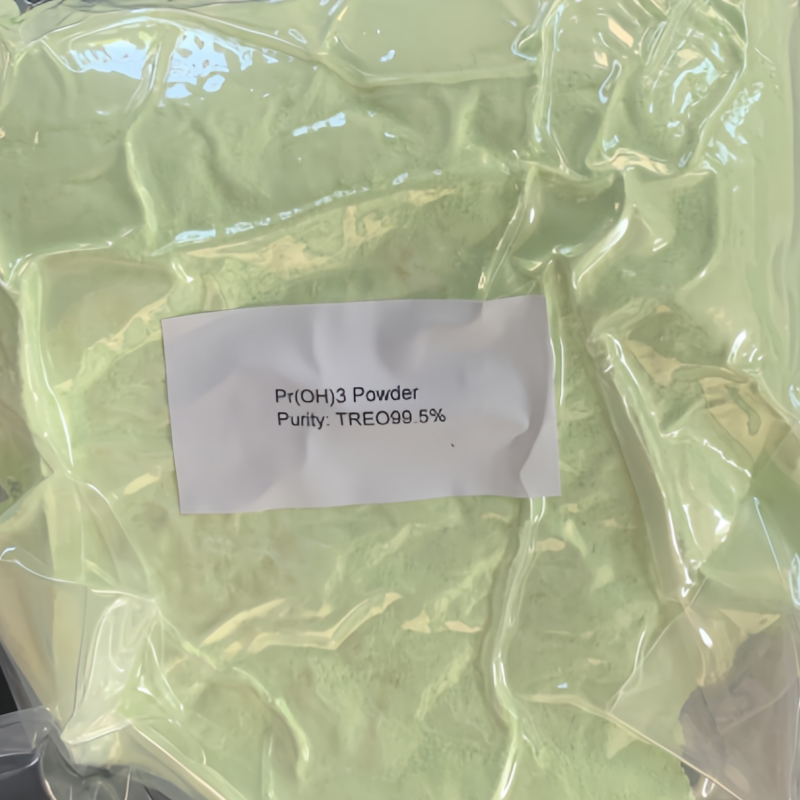 Pr(OH)3 Powder
Purity: TREO99.5%